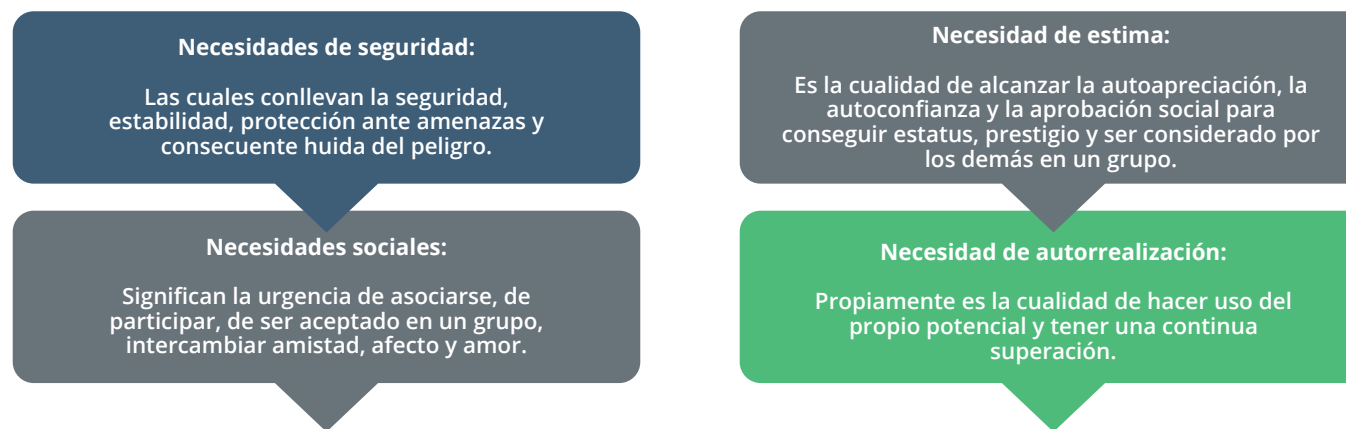 Necesidades de seguridad:
Las cuales conllevan la seguridad,
estabilidad, protección ante amenazas y
consecuente huida del peligro.
Necesidades sociales:
Significan la urgencia de asociarse, de
participar, de ser aceptado en un grupo,
intercambiar amistad, afecto y amor.
Necesidad de estima:
Es la cualidad de alcanzar la autoapreciación, la
autoconfianza y la aprobación social para
conseguir estatus, prestigio y ser considerado por
los demás en un grupo.
Necesidad de autorrealización:
Propiamente es la cualidad de hacer uso del
propio potencial y tener una continua
superación.